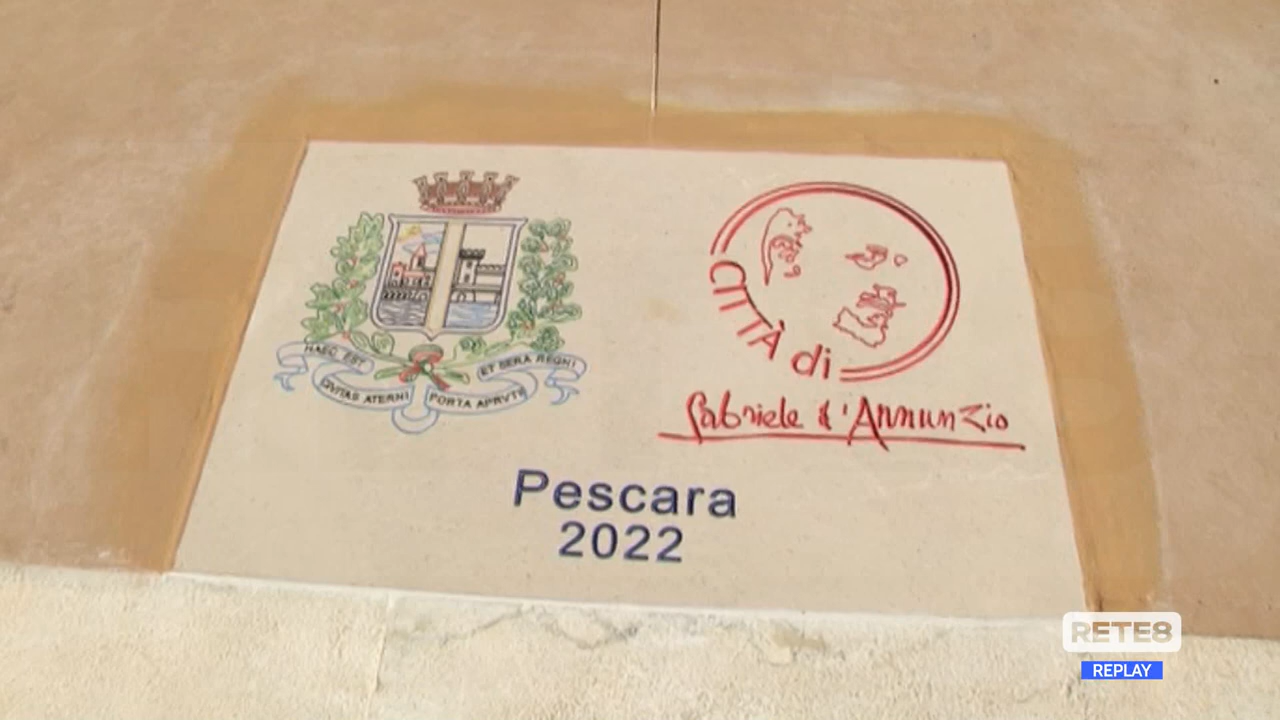 HAEC EST
CIVITAS ATERNI
PORTA APRVTII
ET SERA REGNI
CITTÀ di
Gabriele d'Annunzio
Pescara
2022
RETE8
REPLAY